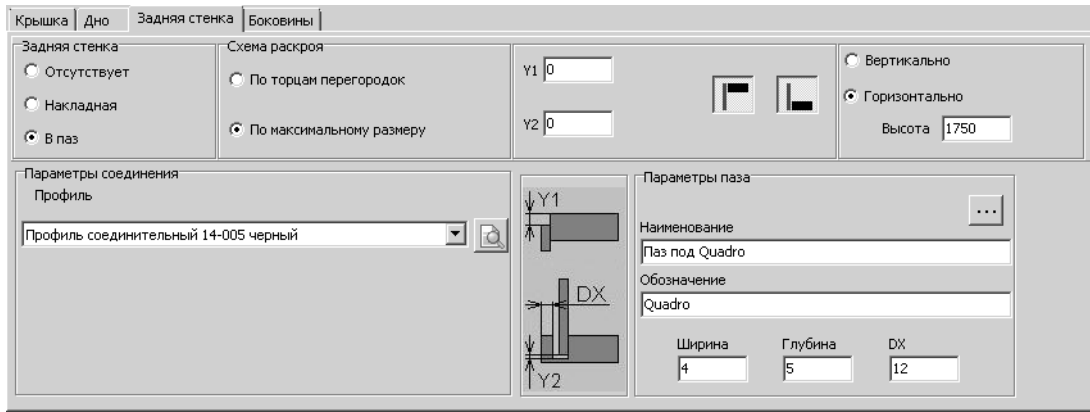 Крышка Дно Задняя стенка Боковины
Задняя стенка
Отсутствует
Накладная
В паз
Схема раскроя
По торцам перегородок
По максимальному размеру
Y1 0
Y2 0
Вертикально
Горизонтально
Высота 1750
Параметры соединения
Профиль
Профиль соединительный 14-005 черный
Y1
DX
Y2
Параметры паза
...
Наименование
Паз под Quadro
Обозначение
Quadro
Ширина Глубина DX
4 5 12